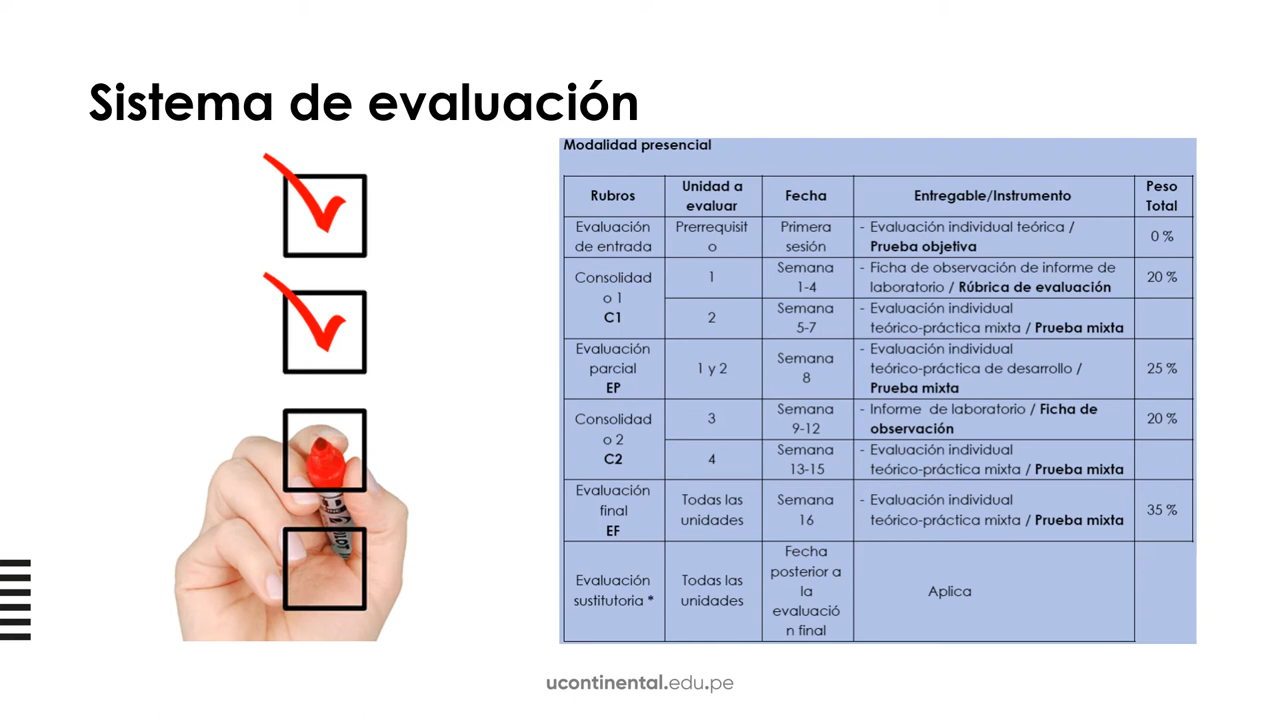 Sistema de evaluación
Modalidad presencial
Rubros
Unidad a
evaluar
Fecha
Entregable/Instrumento
Peso
Total
Evaluación
de entrada
Prerrequisit
o
Primera
sesión
- Evaluación individual teórica /
Prueba objetiva
0 %
Consolidad
o 1
C1
1
Semana
1-4
- Ficha de observación de informe de
laboratorio / Rúbrica de evaluación
20 %
2
Semana
5-7
- Evaluación individual
teórico-práctica mixta / Prueba mixta
Evaluación
parcial
EP
1 y 2
Semana
8
- Evaluación individual
teórico-práctica de desarrollo /
Prueba mixta
25 %
Consolidad
o 2
C2
3
Semana
9-12
- Informe de laboratorio / Ficha de
observación
20 %
4
Semana
13-15
- Evaluación individual
teórico-práctica mixta / Prueba mixta
Evaluación
final
EF
Todas las
unidades
Semana
16
- Evaluación individual
teórico-práctica mixta / Prueba mixta
35 %
Evaluación
sustitutoria *
Todas las
unidades
Fecha
posterior a
la
evaluació
n final
Aplica
ucontinental.edu.pe